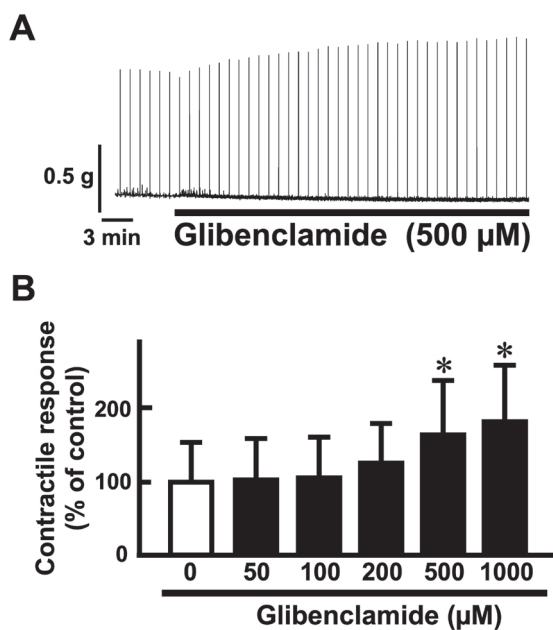 A
0.5 g
3 min
Glibenclamide (500 µM)
B
Contractile response
(% of control)
200
100
0
*
*
0 50 100 200 500 1000
Glibenclamide (µM)